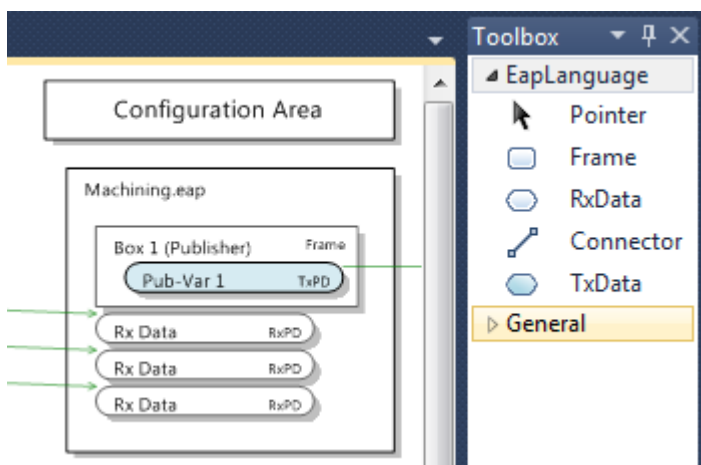 Configuration Area
Machining.eap
Box 1 (Publisher) Frame
Pub-Var 1 TxPD
Rx Data RxPD
Rx Data RxPD
Rx Data RxPD
Toolbox
EapLanguage
Pointer
Frame
RxData
Connector
TxData
General